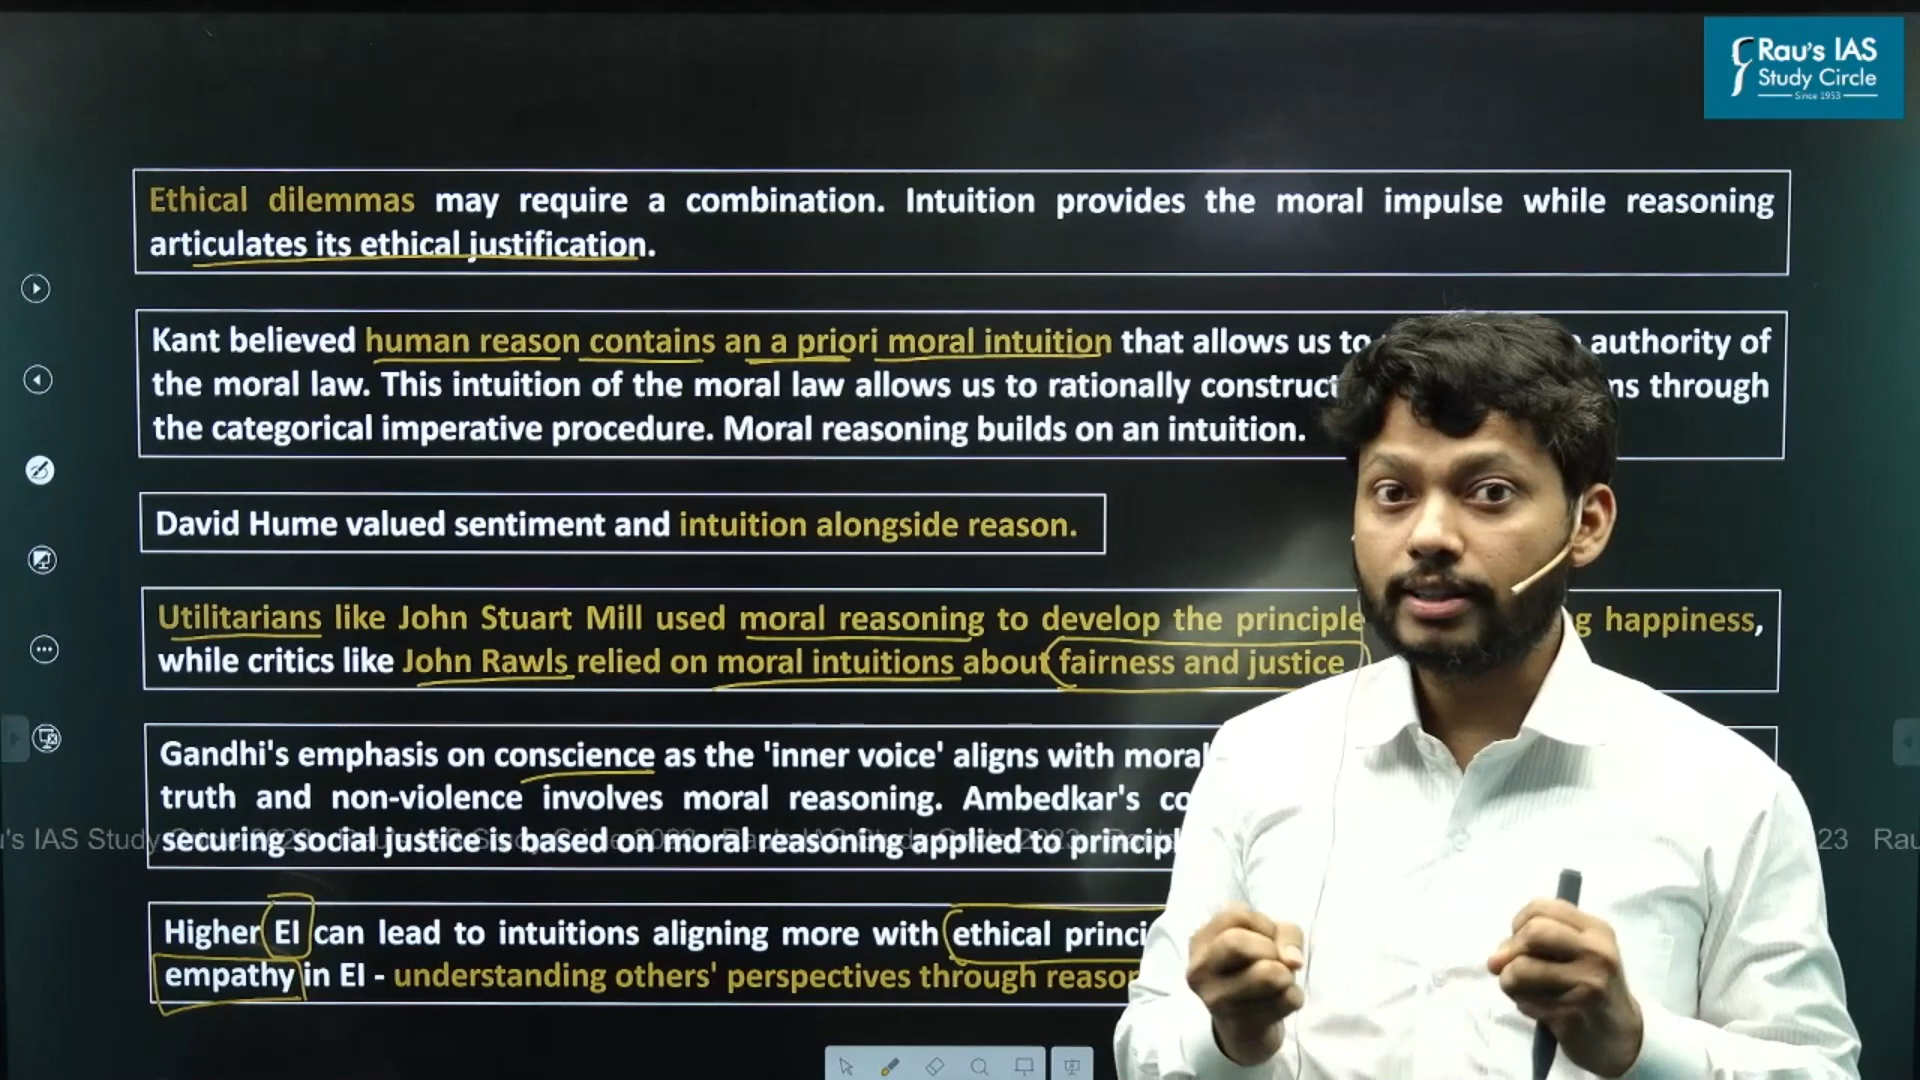 Rau's IAS
Study Circle
Since 1953
Ethical dilemmas may require a combination. Intuition provides the moral impulse while reasoning
articulates its ethical justification.
Kant believed human reason contains an a priori moral intuition that allows us to authority of
the moral law. This intuition of the moral law allows us to rationally construct through
the categorical imperative procedure. Moral reasoning builds on an intuition.
David Hume valued sentiment and intuition alongside reason.
Utilitarians like John Stuart Mill used moral reasoning to develop the principle happiness,
while critics like John Rawls relied on moral intuitions about fairness and justice
Gandhi's emphasis on conscience as the 'inner voice' aligns with moral
truth and non-violence involves moral reasoning. Ambedkar's
securing social justice is based on moral reasoning applied to
Higher EI can lead to intuitions aligning more with ethical
empathy in EI - understanding others' perspectives through